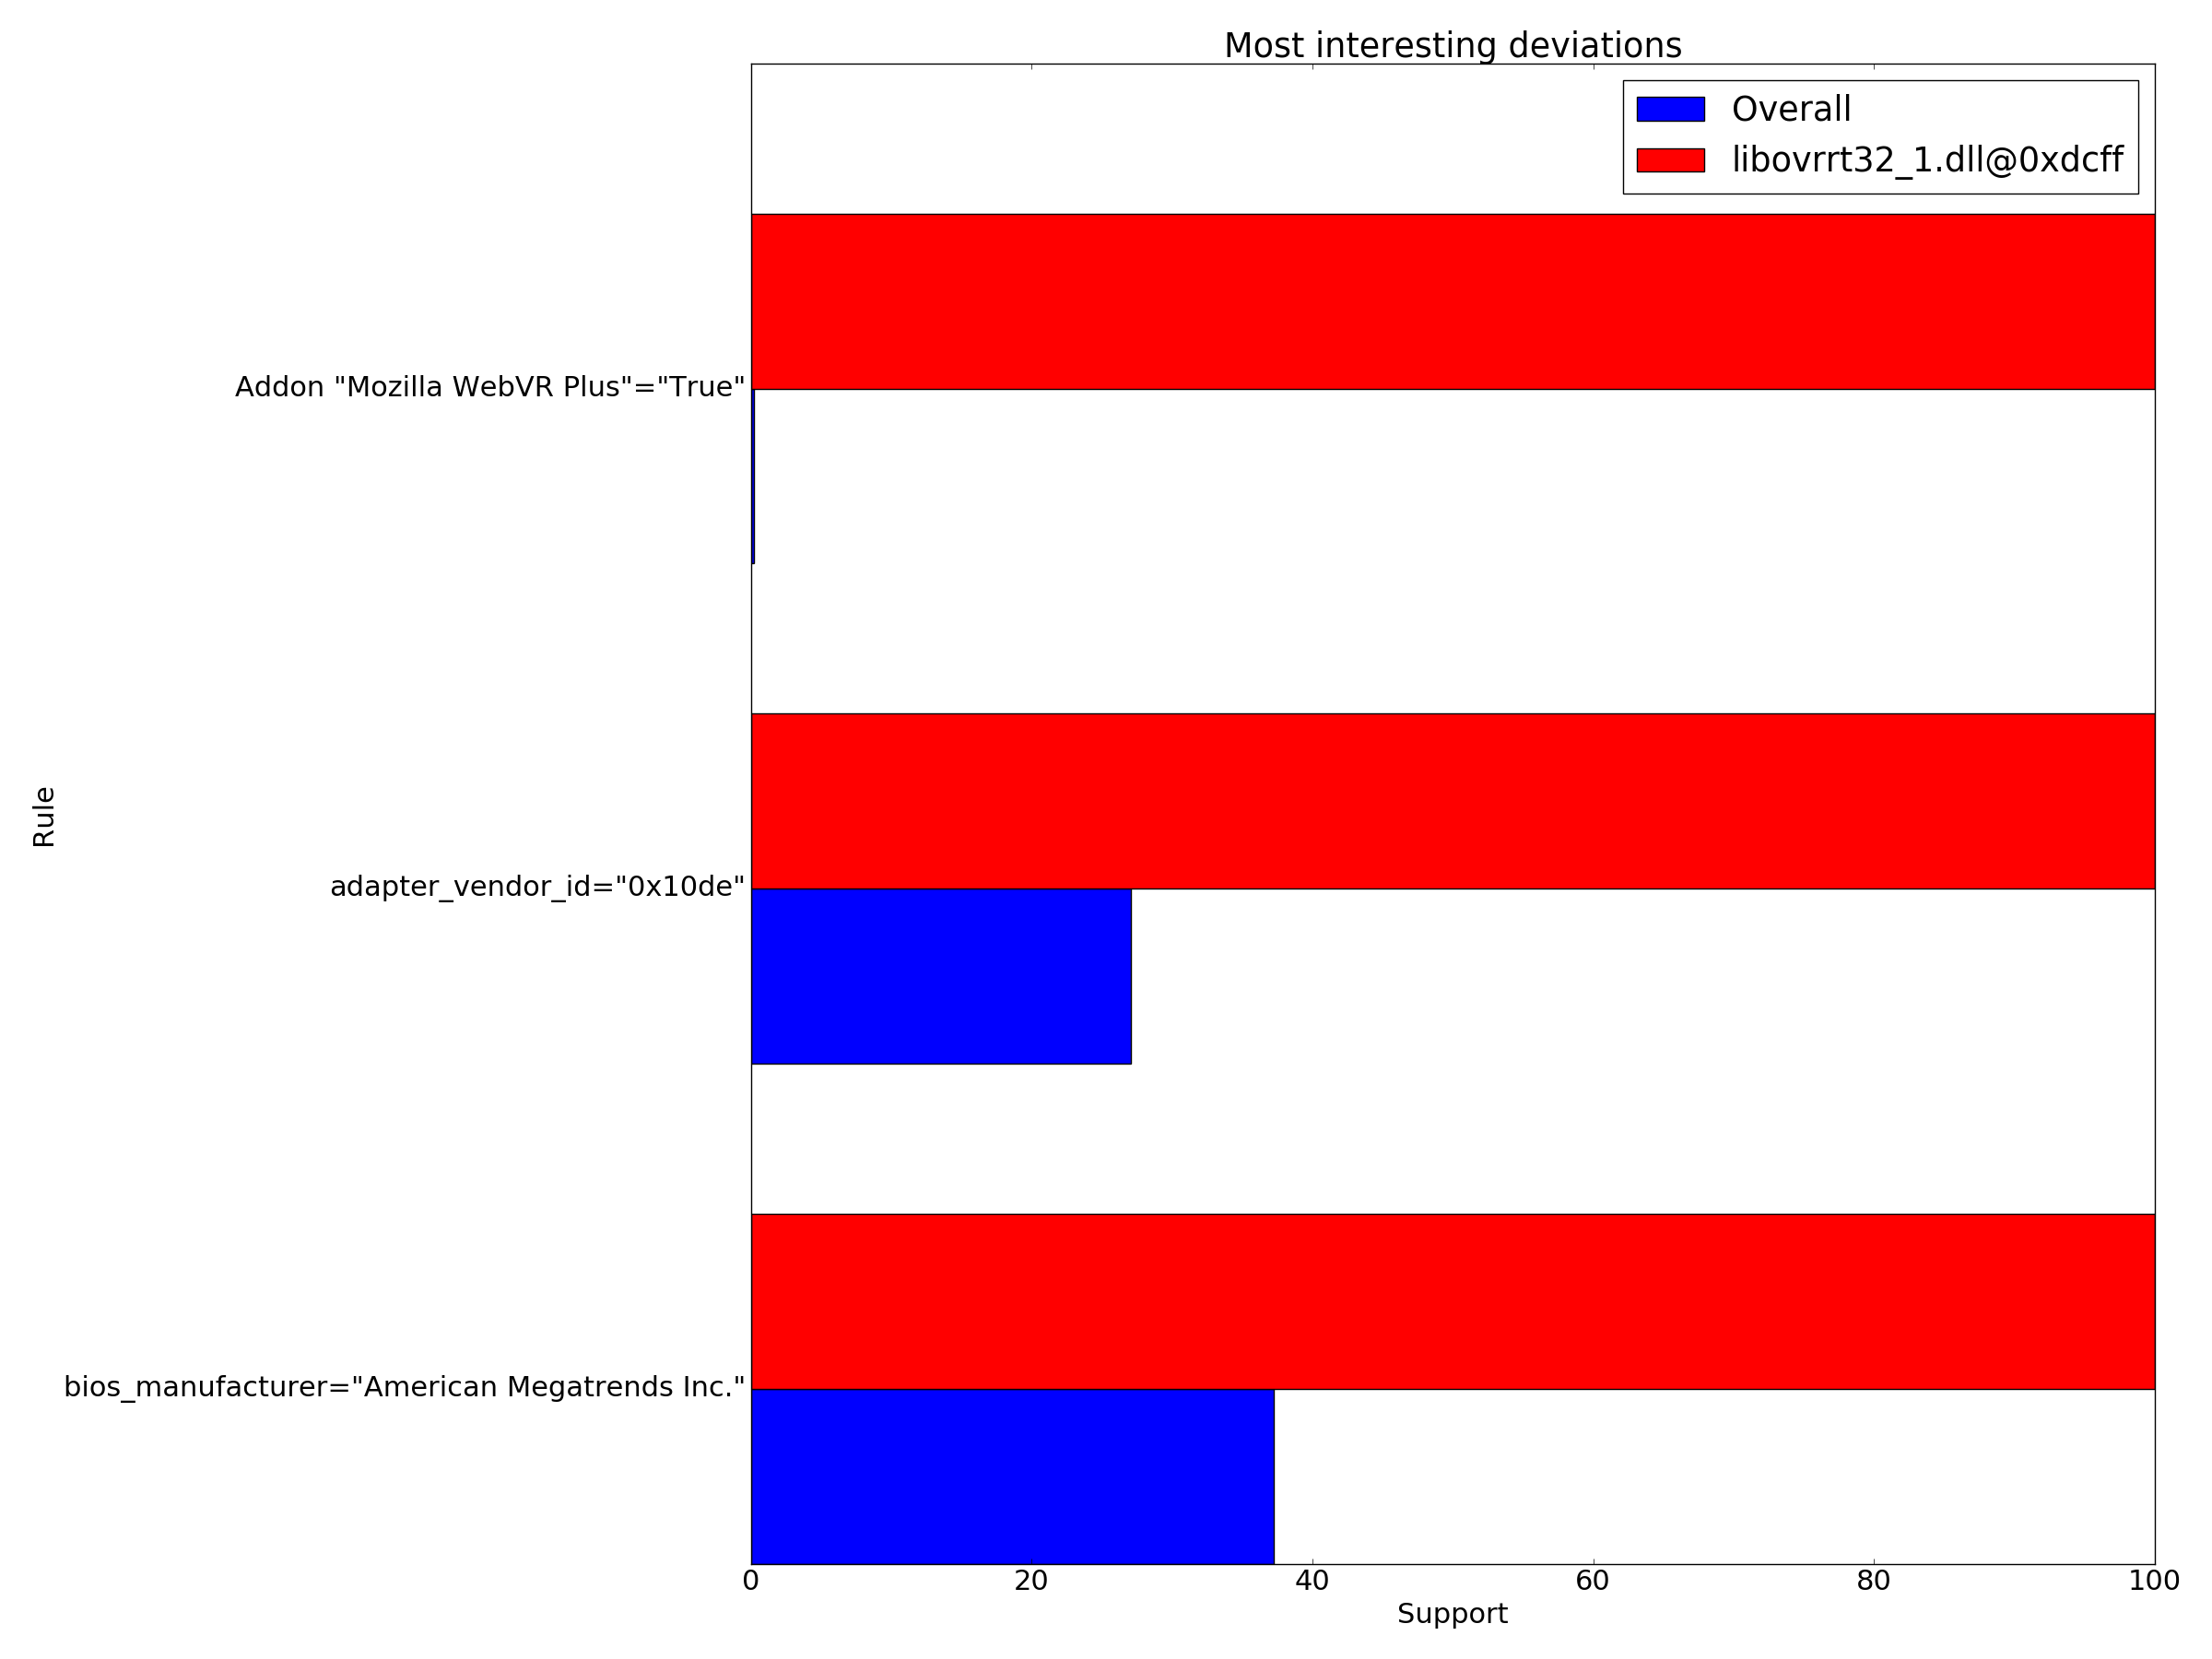 Most interesting deviations
Overall
libovrrt32_1.dll@0xdcff
Addon "Mozilla WebVR Plus"="True"
adapter_vendor_id="0x10de"
bios_manufacturer="American Megatrends Inc."
Rule
0 20 40 60 80 100
Support